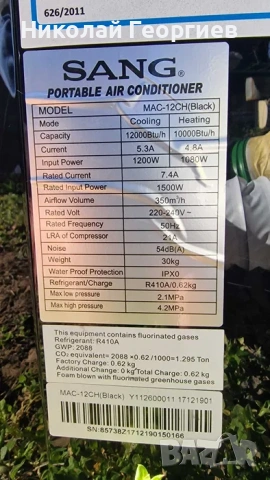 626/2011
Николай Георгиев
SANG®
PORTABLE AIR CONDITIONER
MODEL MAC-12CH(Black)
Mode Cooling Heating
Capacity 12000Btu/h 10000Btu/h
Current 5.3A 4.8A
Input Power 1200W 1080W
Rated Current 7.4A
Rated Input Power 1500W
Airflow Volume 350m³/h
Rated Volt 220-240V~
Rated Frequency 50Hz
LRA of Compressor 21A
Noise 54dB(A)
Weight 30kg
Water Proof Protection IPX0
Refrigerant/Charge R410A/0.62kg
Max low pressure 2.1MPa
Max high pressure 4.2MPa
This equipment contains fluorinated gases
Refrigerant: R410A
GWP: 2088
CO₂ equivalent= 2088 ×0.62/1000=1.295 Ton
Factory Charge: 0.62 kg
Additional Charge: 0 kg Total Charge: 0.62 kg
Foam blown with fluorinated greenhouse gases
MAC-12CH(Black) Y112600011 17121901
SN:85738Z1712190150166
BAZAR